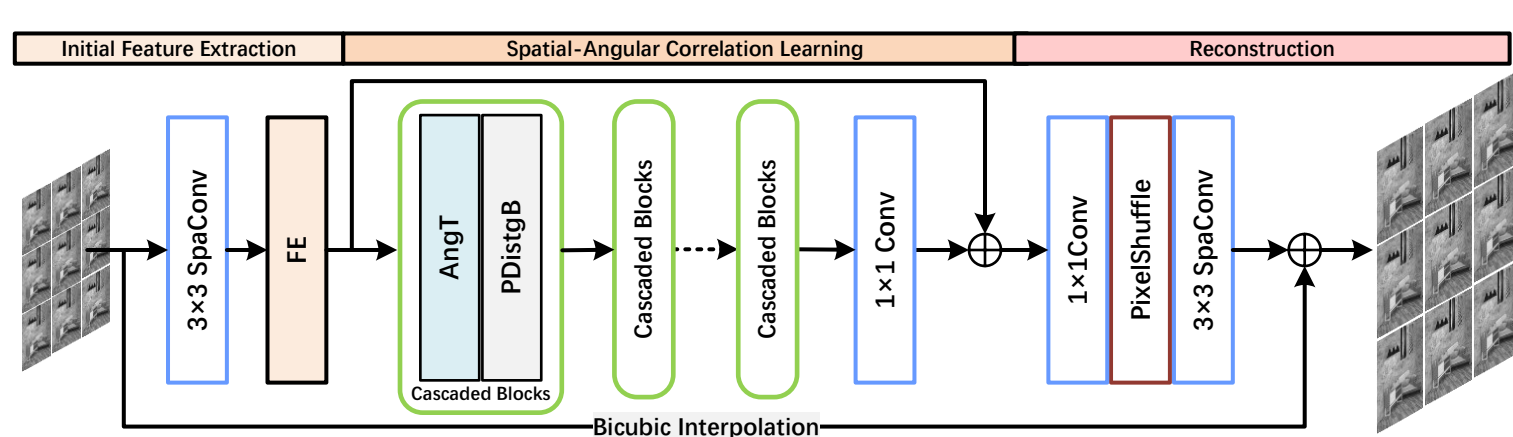 Initial Feature Extraction
Spatial-Angular Correlation Learning
Reconstruction
3×3 SpaConv
FE
AngT
PDistgB
Cascaded Blocks
Cascaded Blocks
Cascaded Blocks
1×1 Conv
1×1Conv
PixelShuffle
3×3 SpaConv
Bicubic Interpolation